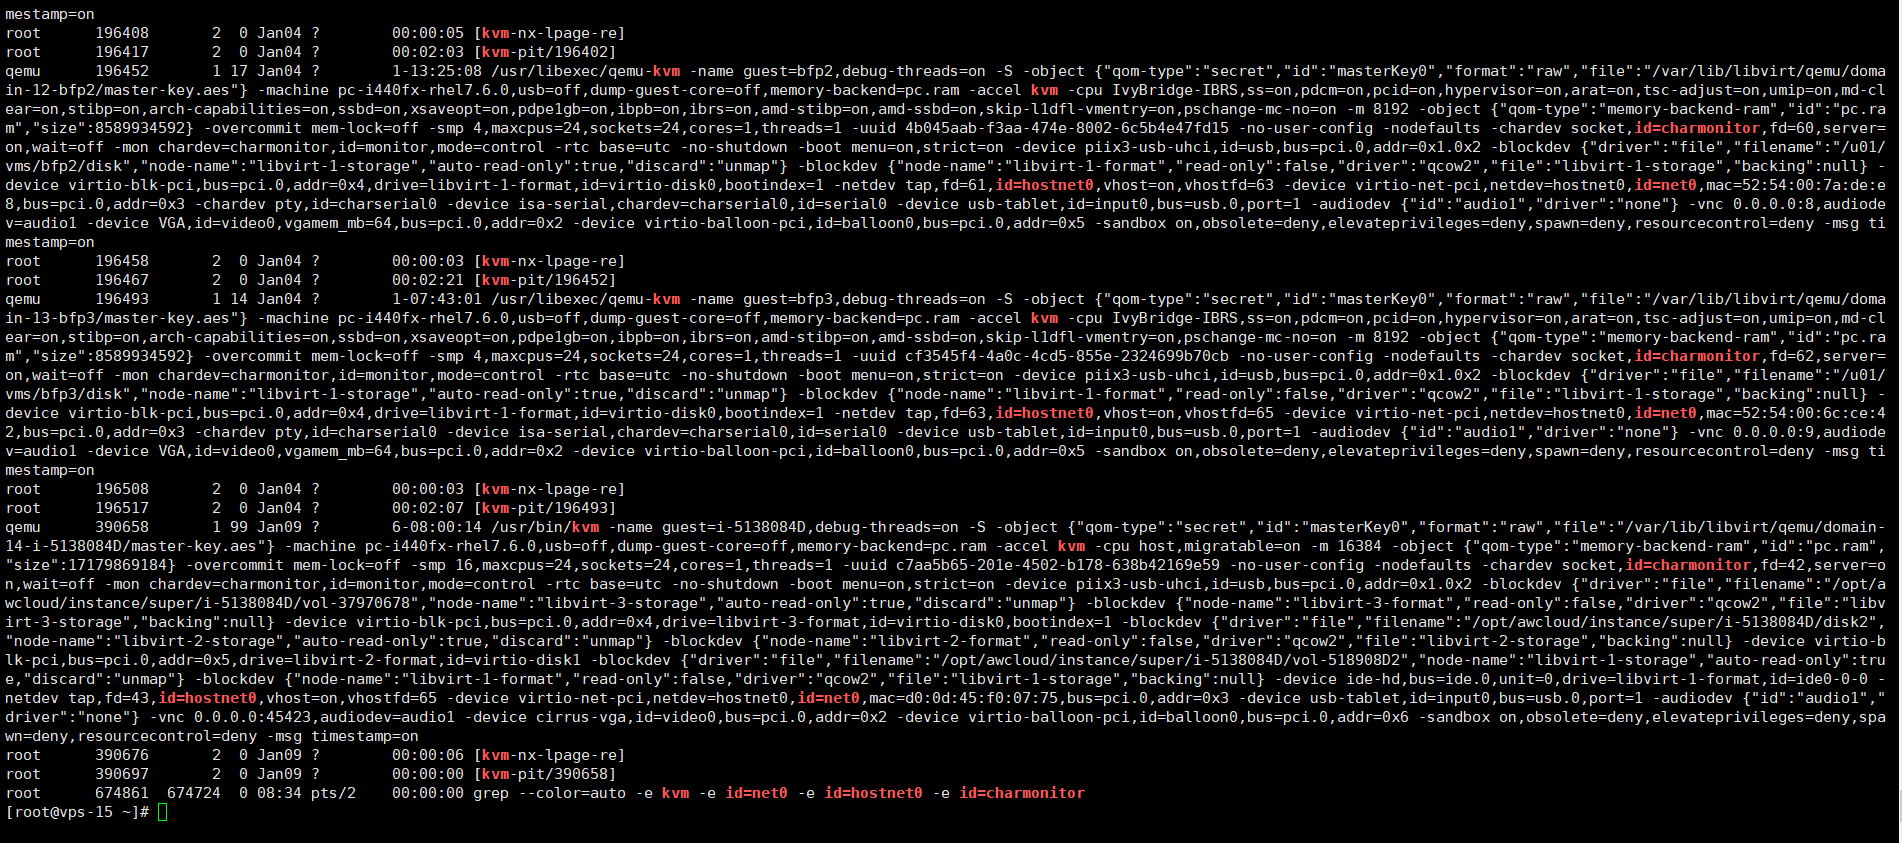 mestamp=on
root      196408       2  0 Jan04 ?        00:00:05 [kvm-nx-lpage-re]
root      196417       2  0 Jan04 ?        00:02:03 [kvm-pit/196402]
qemu      196452       1 17 Jan04 ?        1-13:25:08 /usr/libexec/qemu-kvm -name guest=bfp2,debug-threads=on -S -object {"qom-type":"secret","id":"masterKey0","format":"raw","file":"/var/lib/libvirt/qemu/doma
in-12-bfp2/master-key.aes"} -machine pc-i440fx-rhel7.6.0,usb=off,dump-guest-core=off,memory-backend=pc.ram -accel kvm -cpu IvyBridge-IBRS,ss=on,pdcm=on,pcid=on,hypervisor=on,arat=on,tsc-adjust=on,umip=on,md-cl
ear=on,stibp=on,arch-capabilities=on,ssbd=on,xsaveopt=on,pdpe1gb=on,ibpb=on,ibrs=on,amd-stibp=on,amd-ssbd=on,skip-l1dfl-vmentry=on,pschange-mc-no=on -m 8192 -object {"qom-type":"memory-backend-ram","id":"pc.ra
m","size":8589934592} -overcommit mem-lock=off -smp 4,maxcpus=24,sockets=24,cores=1,threads=1 -uuid 4b045aab-f3aa-474e-8002-6c5b4e47fd15 -no-user-config -nodefaults -chardev socket,id=charmonitor,fd=60,server=
on,wait=off -mon chardev=charmonitor,id=monitor,mode=control -rtc base=utc -no-shutdown -boot menu=on,strict=on -device piix3-usb-uhci,id=usb,bus=pci.0,addr=0x1.0x2 -blockdev {"driver":"file","filename":"/u01/
vms/bfp2/disk","node-name":"libvirt-1-storage","auto-read-only":true,"discard":"unmap"} -blockdev {"node-name":"libvirt-1-format","read-only":false,"driver":"qcow2","file":"libvirt-1-storage","backing":null} -
device virtio-blk-pci,bus=pci.0,addr=0x4,drive=libvirt-1-format,id=virtio-disk0,bootindex=1 -netdev tap,fd=61,id=hostnet0,vhost=on,vhostfd=63 -device virtio-net-pci,netdev=hostnet0,id=net0,mac=52:54:00:7a:de:e
8,bus=pci.0,addr=0x3 -chardev pty,id=charserial0 -device isa-serial,chardev=charserial0,id=serial0 -device usb-tablet,id=input0,bus=usb.0,port=1 -audiodev {"id":"audio1","driver":"none"} -vnc 0.0.0.0:8,audiode
v=audio1 -device VGA,id=video0,vgamem_mb=64,bus=pci.0,addr=0x2 -device virtio-balloon-pci,id=balloon0,bus=pci.0,addr=0x5 -sandbox on,obsolete=deny,elevateprivileges=deny,spawn=deny,resourcecontrol=deny -msg ti
mestamp=on
root      196458       2  0 Jan04 ?        00:00:03 [kvm-nx-lpage-re]
root      196467       2  0 Jan04 ?        00:02:21 [kvm-pit/196452]
qemu      196493       1 14 Jan04 ?        1-07:43:01 /usr/libexec/qemu-kvm -name guest=bfp3,debug-threads=on -S -object {"qom-type":"secret","id":"masterKey0","format":"raw","file":"/var/lib/libvirt/qemu/doma
in-13-bfp3/master-key.aes"} -machine pc-i440fx-rhel7.6.0,usb=off,dump-guest-core=off,memory-backend=pc.ram -accel kvm -cpu IvyBridge-IBRS,ss=on,pdcm=on,pcid=on,hypervisor=on,arat=on,tsc-adjust=on,umip=on,md-cl
ear=on,stibp=on,arch-capabilities=on,ssbd=on,xsaveopt=on,pdpe1gb=on,ibpb=on,ibrs=on,amd-stibp=on,amd-ssbd=on,skip-l1dfl-vmentry=on,pschange-mc-no=on -m 8192 -object {"qom-type":"memory-backend-ram","id":"pc.ra
m","size":8589934592} -overcommit mem-lock=off -smp 4,maxcpus=24,sockets=24,cores=1,threads=1 -uuid cf3545f4-4a0c-4cd5-855e-2324699b70cb -no-user-config -nodefaults -chardev socket,id=charmonitor,fd=62,server=
on,wait=off -mon chardev=charmonitor,id=monitor,mode=control -rtc base=utc -no-shutdown -boot menu=on,strict=on -device piix3-usb-uhci,id=usb,bus=pci.0,addr=0x1.0x2 -blockdev {"driver":"file","filename":"/u01/
vms/bfp3/disk","node-name":"libvirt-1-storage","auto-read-only":true,"discard":"unmap"} -blockdev {"node-name":"libvirt-1-format","read-only":false,"driver":"qcow2","file":"libvirt-1-storage","backing":null} -
device virtio-blk-pci,bus=pci.0,addr=0x4,drive=libvirt-1-format,id=virtio-disk0,bootindex=1 -netdev tap,fd=63,id=hostnet0,vhost=on,vhostfd=65 -device virtio-net-pci,netdev=hostnet0,id=net0,mac=52:54:00:6c:ce:4
2,bus=pci.0,addr=0x3 -chardev pty,id=charserial0 -device isa-serial,chardev=charserial0,id=serial0 -device usb-tablet,id=input0,bus=usb.0,port=1 -audiodev {"id":"audio1","driver":"none"} -vnc 0.0.0.0:9,audiode
v=audio1 -device VGA,id=video0,vgamem_mb=64,bus=pci.0,addr=0x2 -device virtio-balloon-pci,id=balloon0,bus=pci.0,addr=0x5 -sandbox on,obsolete=deny,elevateprivileges=deny,spawn=deny,resourcecontrol=deny -msg ti
mestamp=on
root      196508       2  0 Jan04 ?        00:00:03 [kvm-nx-lpage-re]
root      196517       2  0 Jan04 ?        00:02:07 [kvm-pit/196493]
qemu      390658       1 99 Jan09 ?        6-08:00:14 /usr/bin/kvm -name guest=i-5138084D,debug-threads=on -S -object {"qom-type":"secret","id":"masterKey0","format":"raw","file":"/var/lib/libvirt/qemu/domain-
14-i-5138084D/master-key.aes"} -machine pc-i440fx-rhel7.6.0,usb=off,dump-guest-core=off,memory-backend=pc.ram -accel kvm -cpu host,migratable=on -m 16384 -object {"qom-type":"memory-backend-ram","id":"pc.ram",
"size":17179869184} -overcommit mem-lock=off -smp 16,maxcpus=24,sockets=24,cores=1,threads=1 -uuid c7aa5b65-201e-4502-b178-638b42169e59 -no-user-config -nodefaults -chardev socket,id=charmonitor,fd=42,server=o
n,wait=off -mon chardev=charmonitor,id=monitor,mode=control -rtc base=utc -no-shutdown -boot menu=on,strict=on -device piix3-usb-uhci,id=usb,bus=pci.0,addr=0x1.0x2 -blockdev {"driver":"file","filename":"/opt/a
wcloud/instance/super/i-5138084D/vol-37970678","node-name":"libvirt-3-storage","auto-read-only":true,"discard":"unmap"} -blockdev {"node-name":"libvirt-3-format","read-only":false,"driver":"qcow2","file":"libv
irt-3-storage","backing":null} -device virtio-blk-pci,bus=pci.0,addr=0x4,drive=libvirt-3-format,id=virtio-disk0,bootindex=1 -blockdev {"driver":"file","filename":"/opt/awcloud/instance/super/i-5138084D/disk2",
"node-name":"libvirt-2-storage","auto-read-only":true,"discard":"unmap"} -blockdev {"node-name":"libvirt-2-format","read-only":false,"driver":"qcow2","file":"libvirt-2-storage","backing":null} -device virtio-b
lk-pci,bus=pci.0,addr=0x5,drive=libvirt-2-format,id=virtio-disk1 -blockdev {"driver":"file","filename":"/opt/awcloud/instance/super/i-5138084D/vol-518908D2","node-name":"libvirt-1-storage","auto-read-only":tru
e,"discard":"unmap"} -blockdev {"node-name":"libvirt-1-format","read-only":false,"driver":"qcow2","file":"libvirt-1-storage","backing":null} -device ide-hd,bus=ide.0,unit=0,drive=libvirt-1-format,id=ide0-0-0 -
netdev tap,fd=43,id=hostnet0,vhost=on,vhostfd=65 -device virtio-net-pci,netdev=hostnet0,id=net0,mac=d0:0d:45:f0:07:75,bus=pci.0,addr=0x3 -device usb-tablet,id=input0,bus=usb.0,port=1 -audiodev {"id":"audio1","
driver":"none"} -vnc 0.0.0.0:45423,audiodev=audio1 -device cirrus-vga,id=video0,bus=pci.0,addr=0x2 -device virtio-balloon-pci,id=balloon0,bus=pci.0,addr=0x6 -sandbox on,obsolete=deny,elevateprivileges=deny,spa
wn=deny,resourcecontrol=deny -msg timestamp=on
root      390676       2  0 Jan09 ?        00:00:06 [kvm-nx-lpage-re]
root      390697       2  0 Jan09 ?        00:00:00 [kvm-pit/390658]
root      674861  674724  0 08:34 pts/2    00:00:00 grep --color=auto -e kvm -e id=net0 -e id=hostnet0 -e id=charmonitor
[root@vps-15 ~]#